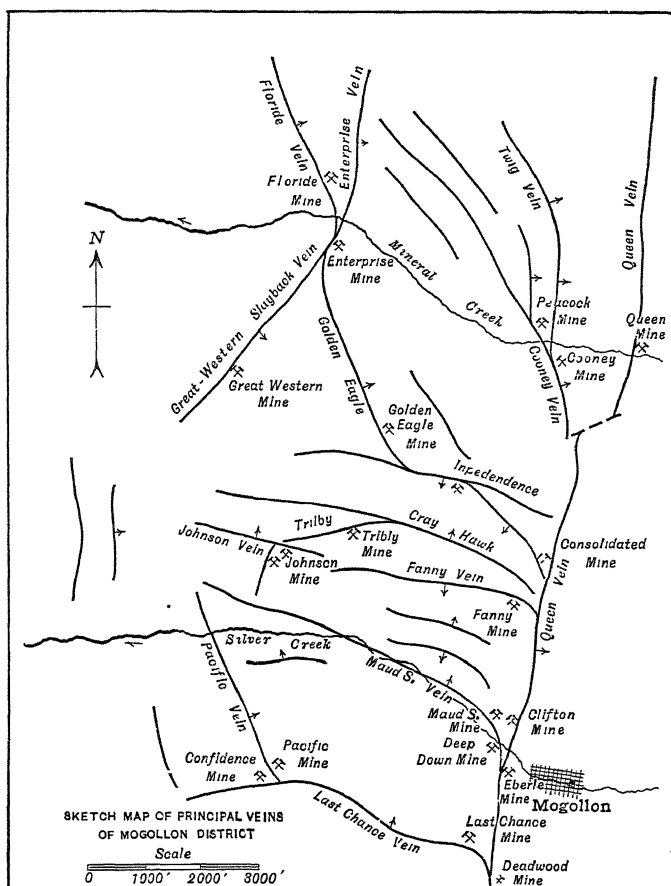 Floride
Vein
Enterprise Vein
Floride
Mine
Twig Vein
Queen Vein
N
Enterprise Mine
Mineral
Creek
Great-Western Slayback Vein
Great Western
Mine
Golden
Eagle
Peacock
Mine
Queen
Mine
Cooney
Mine
Cooney Vein
Golden
Eagle
Mine
Inpedendence
Trilby
Cray
Hawk
Johnson Vein
Tribly
Mine
Johnson
Mine
Consolidated
Mine
Fanny Vein
Fanny
Mine
Queen Vein
Silver Creek
Pacific
Vein
Maud S.
Vein
Maud S.
Mine
Clifton
Mine
Deep
Down Mine
Pacific
Mine
Confidence
Mine
Eberle
Mine
Mogollon
Last Chance Vein
Last Chance
Mine
Deadwood
Mine
SKETCH MAP OF PRINCIPAL VEINS
OF MOGOLLON DISTRICT
Scale
0 1000' 2000' 3000'